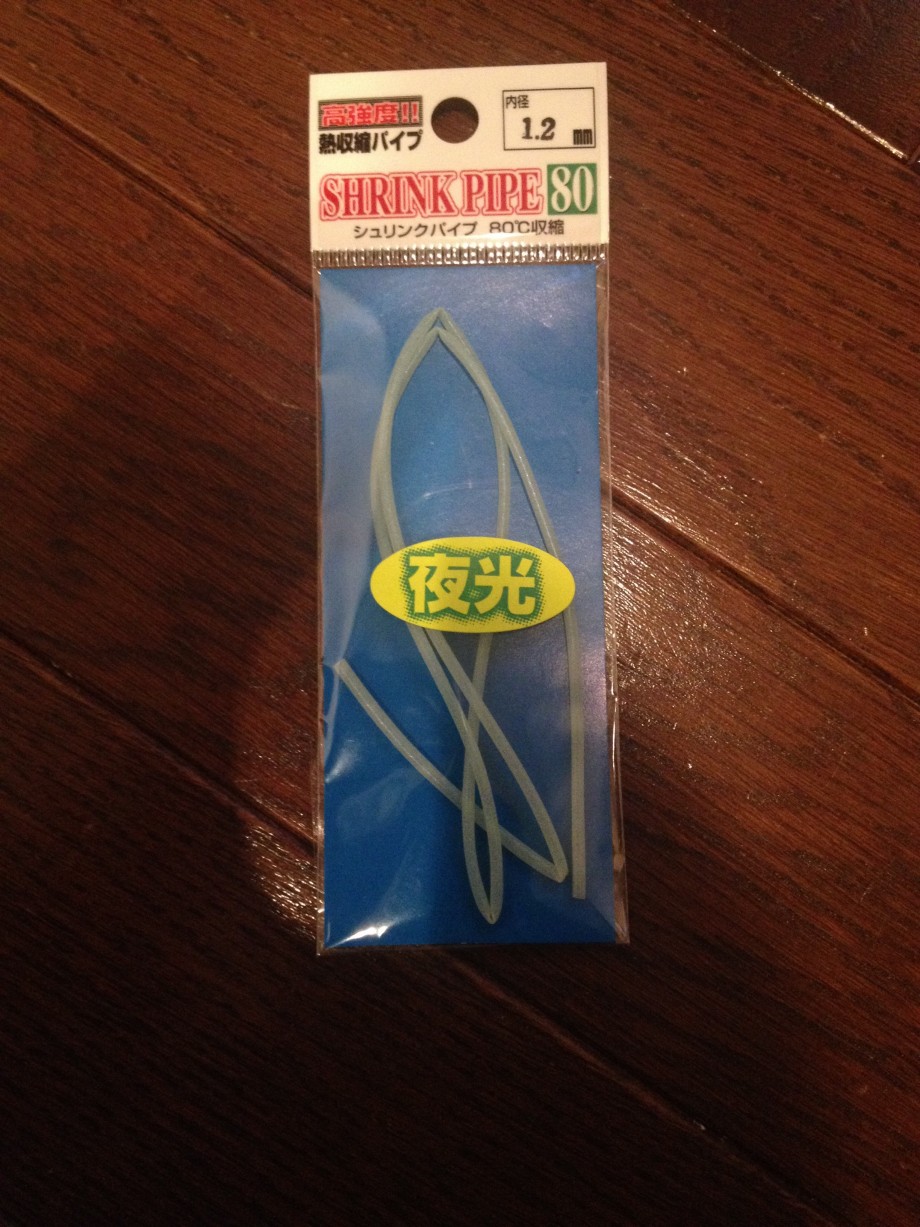 高強度!!
熱収縮パイプ
内径
1.2 mm
SHRINK PIPE 80
シュリンクパイプ 80℃収縮
夜光